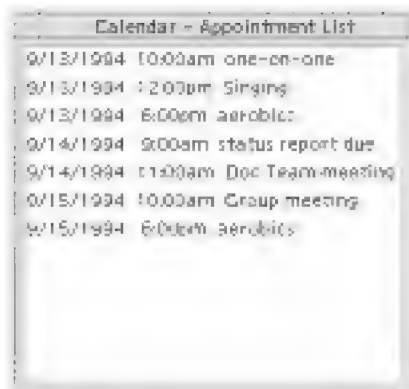 Calendar - Appointment List
9/13/1994 10:00am one-on-one
9/13/1994 12:00pm Singing
9/13/1994 6:00pm aerobics
9/14/1994 9:00am status report due
9/14/1994 11:00am Doc Team meeting
9/15/1994 10:00am Group meeting
9/15/1994 6:00pm aerobics